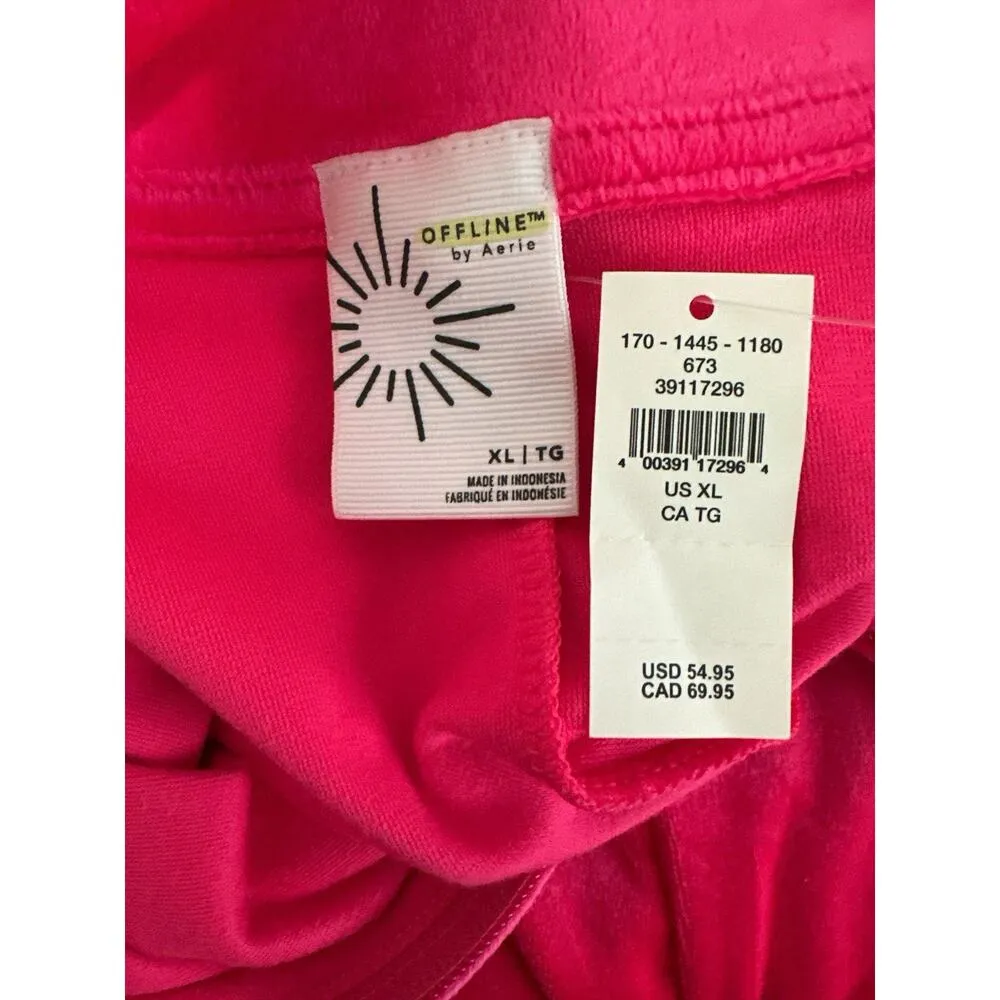 OFFLINE™
by Aerie
XL | TG
MADE IN INDONESIA
FABRIQUÉ EN INDONÉSIE
170 - 1445 - 1180
673
39117296
4 00391 17296 4
US XL
CA TG
USD 54.95
CAD 69.95